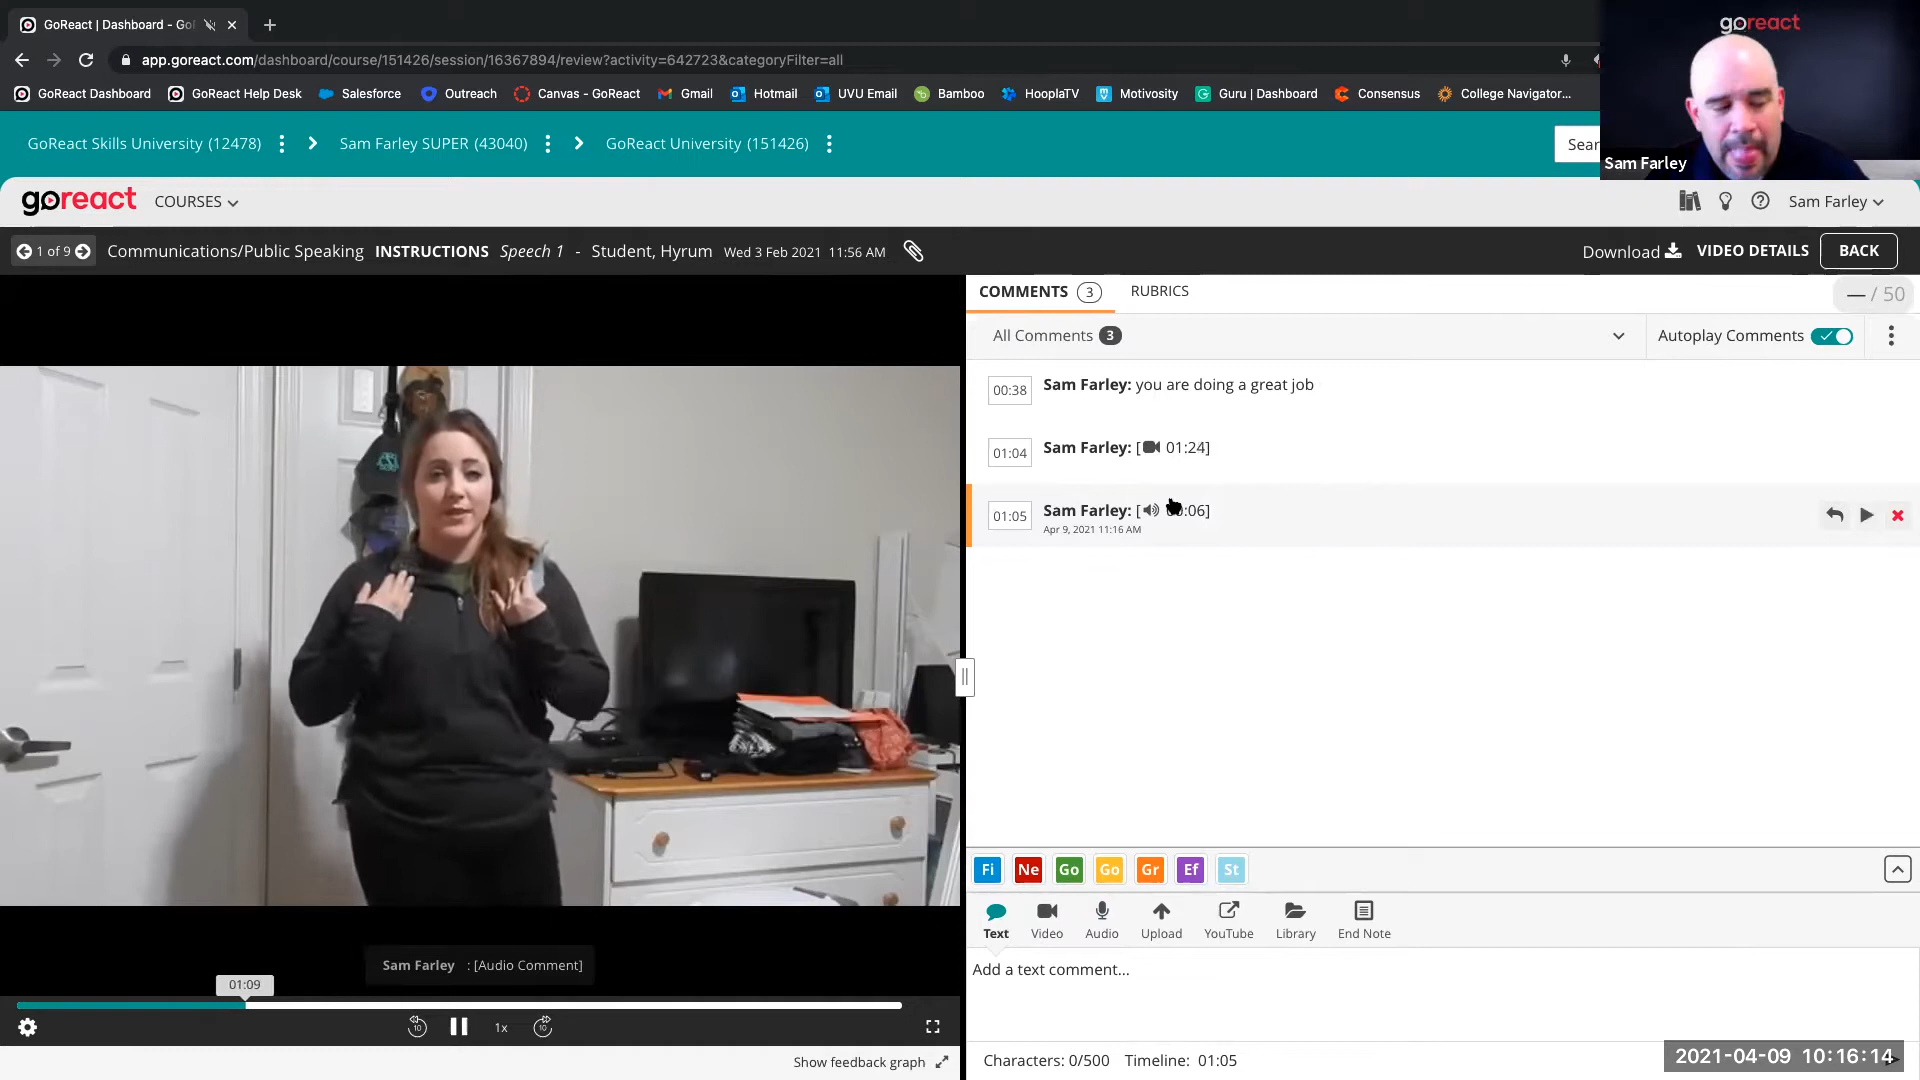 GoReact | Dashboard - Go
app.goreact.com/dashboard/course/151426/session/16367894/review?activity=642723&categoryFilter=all
GoReact Dashboard GoReact Help Desk Salesforce Outreach Canvas - GoReact Gmail Hotmail UVU Email Bamboo HooplaTV Motivosity Guru | Dashboard Consensus College Navigator...
goreact
Sam Farley
GoReact Skills University (12478) Sam Farley SUPER (43040) GoReact University (151426) Sear
goreact COURSES Sam Farley
1 of 9 Communications/Public Speaking INSTRUCTIONS Speech 1 - Student, Hyrum Wed 3 Feb 2021 11:56 AM Download VIDEO DETAILS BACK
COMMENTS 3 RUBRICS — / 50
All Comments 3 Autoplay Comments
00:38 Sam Farley: you are doing a great job
01:04 Sam Farley: [ 01:24]
01:05 Sam Farley: [ :06]
Apr 9, 2021 11:16 AM
Fi Ne Go Go Gr Ef St
Text Video Audio Upload YouTube Library End Note
Add a text comment...
Sam Farley : [Audio Comment]
01:09
10 1x 10
Show feedback graph
Characters: 0/500 Timeline: 01:05
2021-04-09 10:16:14